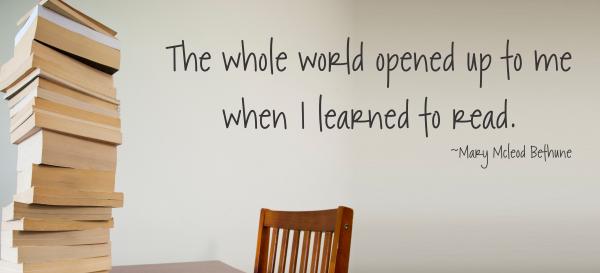 The whole world opened up to me
when I learned to read.
~Mary Mcleod Bethune